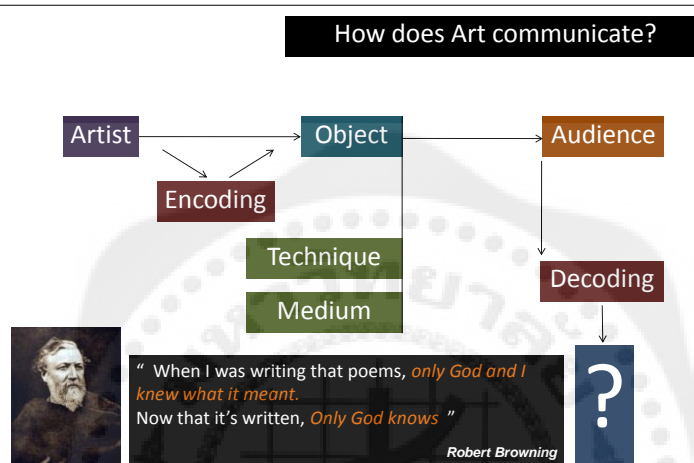 How does Art communicate?
Artist
Object
Audience
Encoding
Technique
Medium
Decoding
?
“ When I was writing that poems, only God and I
knew what it meant.
Now that it’s written, Only God knows ”
Robert Browning